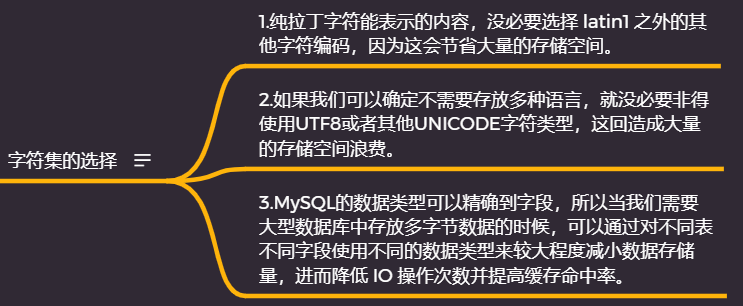 字符集的选择
1.纯拉丁字符能表示的内容，没必要选择 latin1 之外的其
他字符编码，因为这会节省大量的存储空间。
2.如果我们可以确定不需要存放多种语言，就没必要非得
使用UTF8或者其他UNICODE字符类型，这回造成大量
的存储空间浪费。
3.MySQL的数据类型可以精确到字段，所以当我们需要
大型数据库中存放多字节数据的时候，可以通过对不同表
不同字段使用不同的数据类型来较大程度减小数据存储
量，进而降低 IO 操作次数并提高缓存命中率。